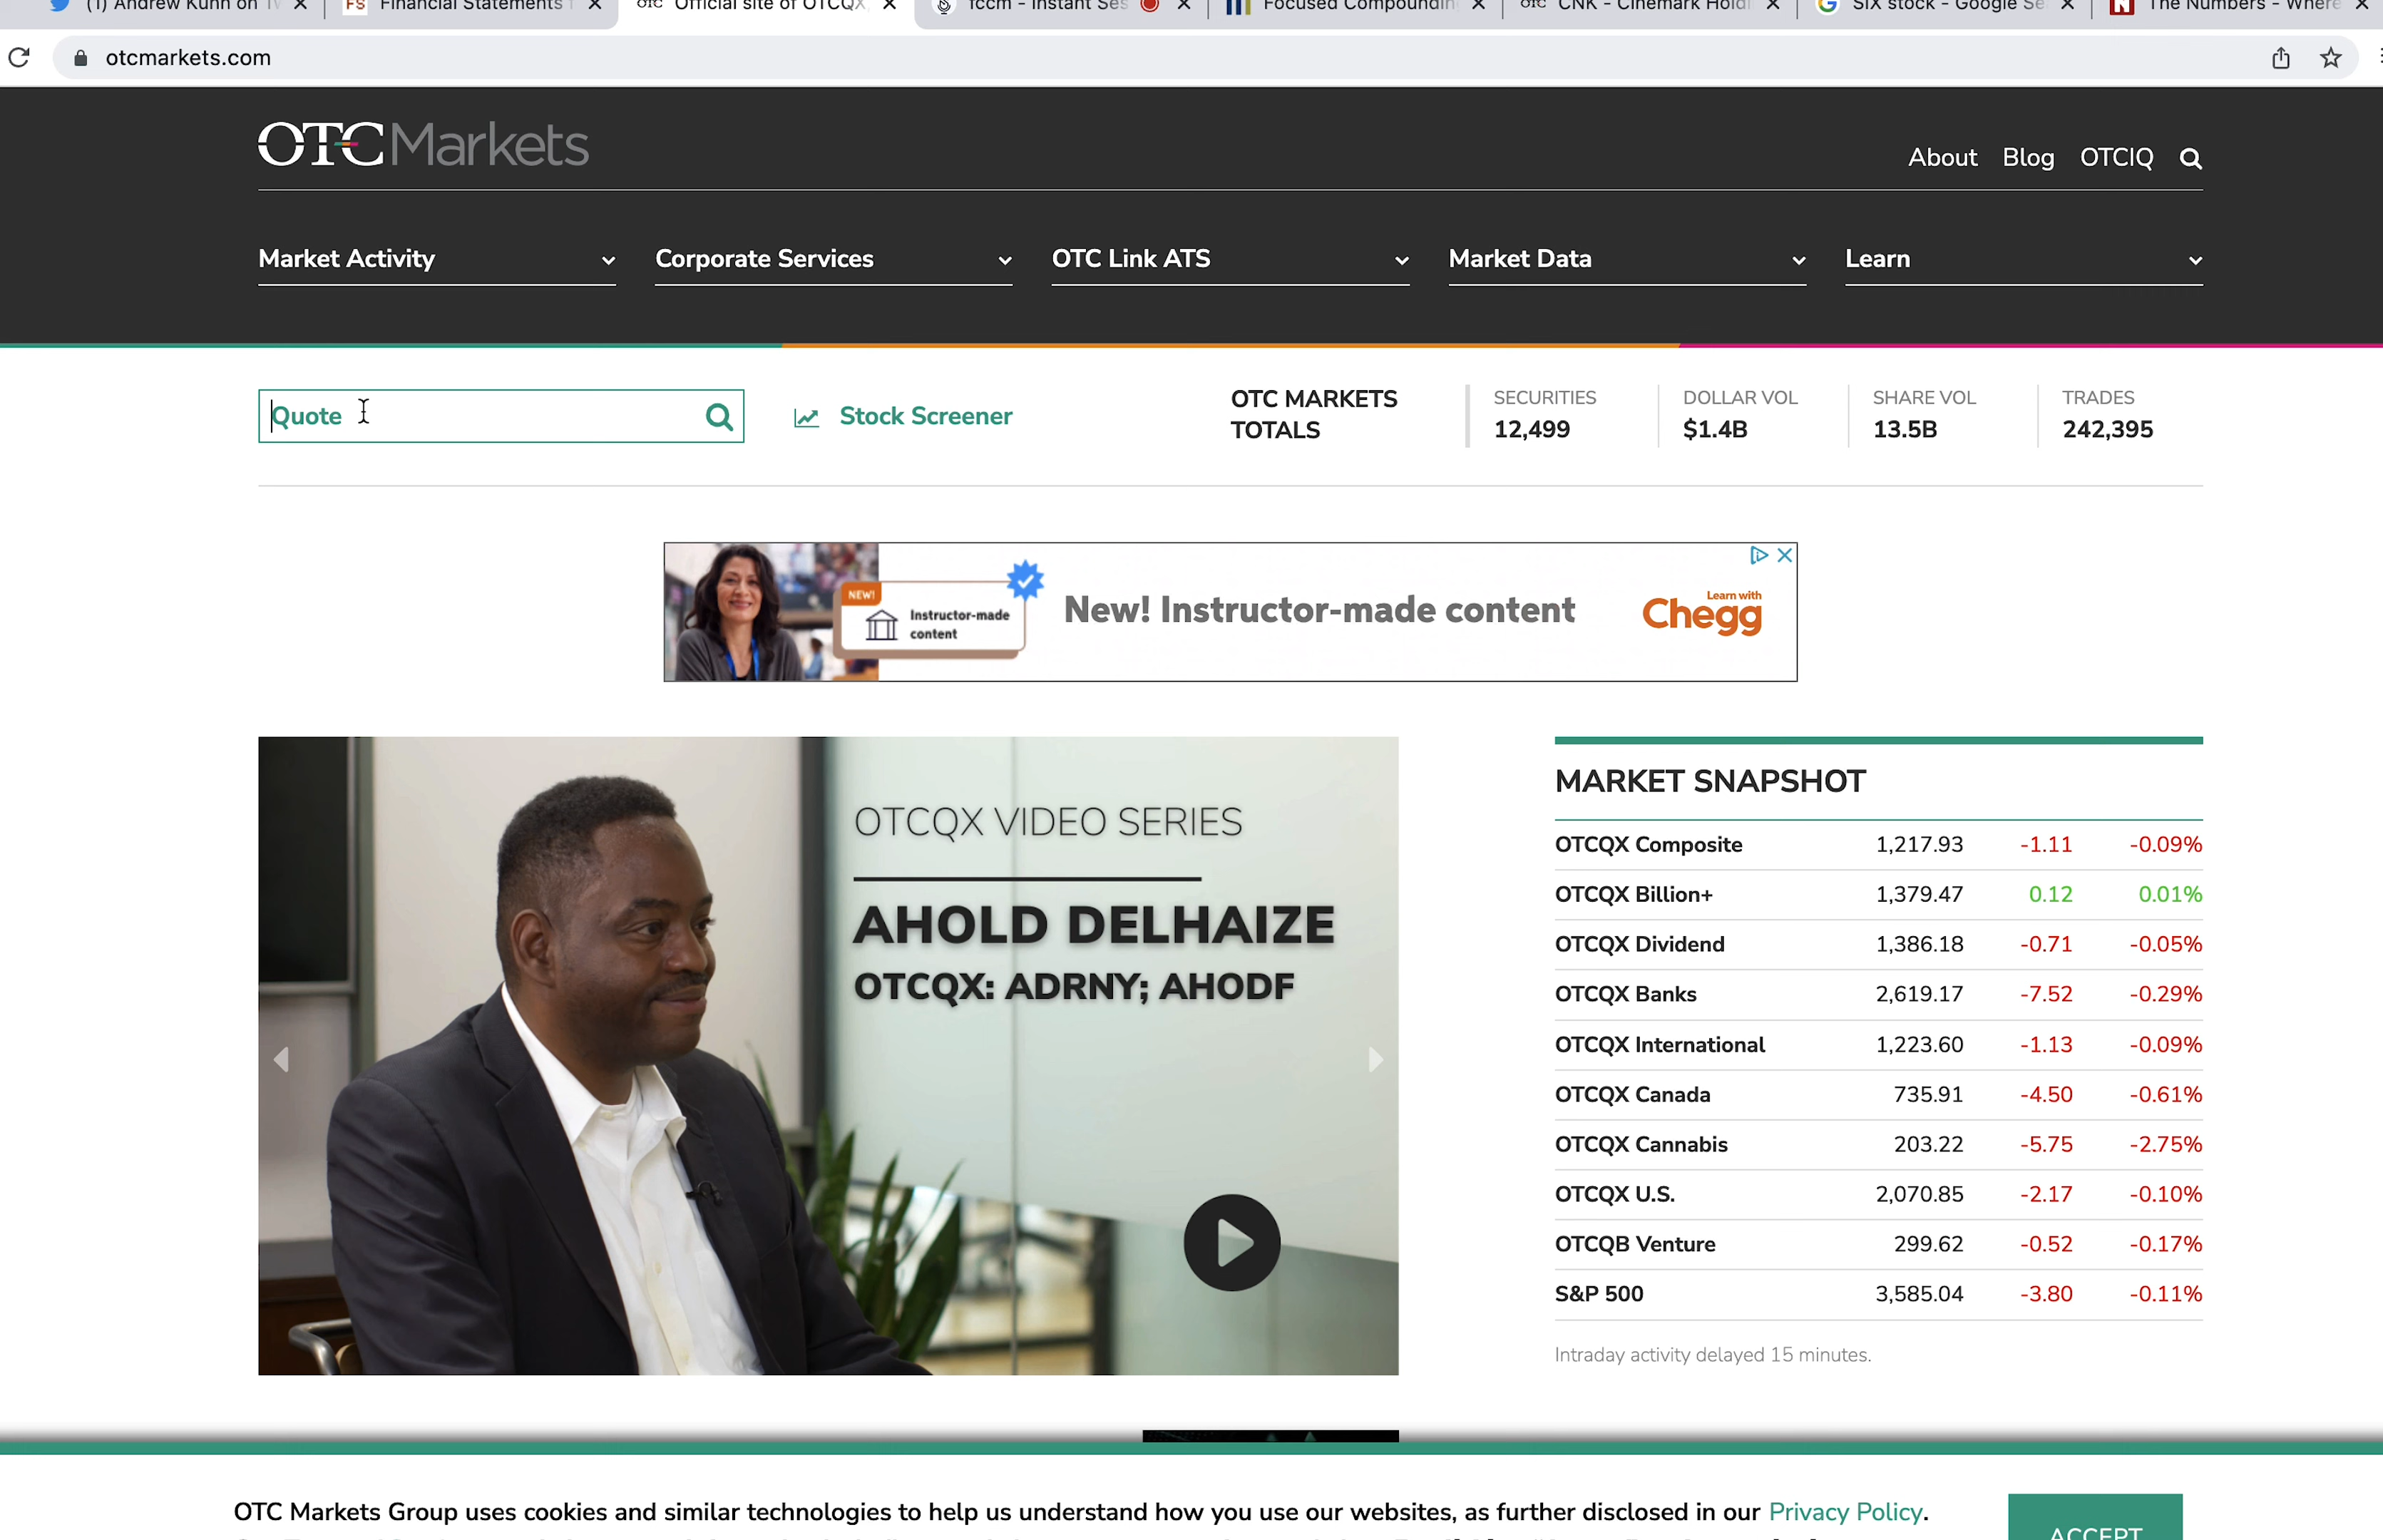 (1) Andrew Kuhn on
Financial Statements
Official site of OTCQX,
fccm - Instant Ses
Focused Compoundin
CNK - Cinemark Holdi
SIX stock - Google Se
The Numbers - Where
otcmarkets.com
OTCMarkets
About Blog OTCIQ
Market Activity Corporate Services OTC Link ATS Market Data Learn
Quote
Stock Screener
OTC MARKETS
TOTALS
SECURITIES
12,499
DOLLAR VOL
$1.4B
SHARE VOL
13.5B
TRADES
242,395
NEW!
Instructor-made
content
New! Instructor-made content
Learn with
Chegg
OTCQX VIDEO SERIES
AHOLD DELHAIZE
OTCQX: ADRNY; AHODF
MARKET SNAPSHOT
OTCQX Composite 1,217.93 -1.11 -0.09%
OTCQX Billion+ 1,379.47 0.12 0.01%
OTCQX Dividend 1,386.18 -0.71 -0.05%
OTCQX Banks 2,619.17 -7.52 -0.29%
OTCQX International 1,223.60 -1.13 -0.09%
OTCQX Canada 735.91 -4.50 -0.61%
OTCQX Cannabis 203.22 -5.75 -2.75%
OTCQX U.S. 2,070.85 -2.17 -0.10%
OTCQB Venture 299.62 -0.52 -0.17%
S&P 500 3,585.04 -3.80 -0.11%
Intraday activity delayed 15 minutes.
OTC Markets Group uses cookies and similar technologies to help us understand how you use our websites, as further disclosed in our Privacy Policy.
ACCEPT